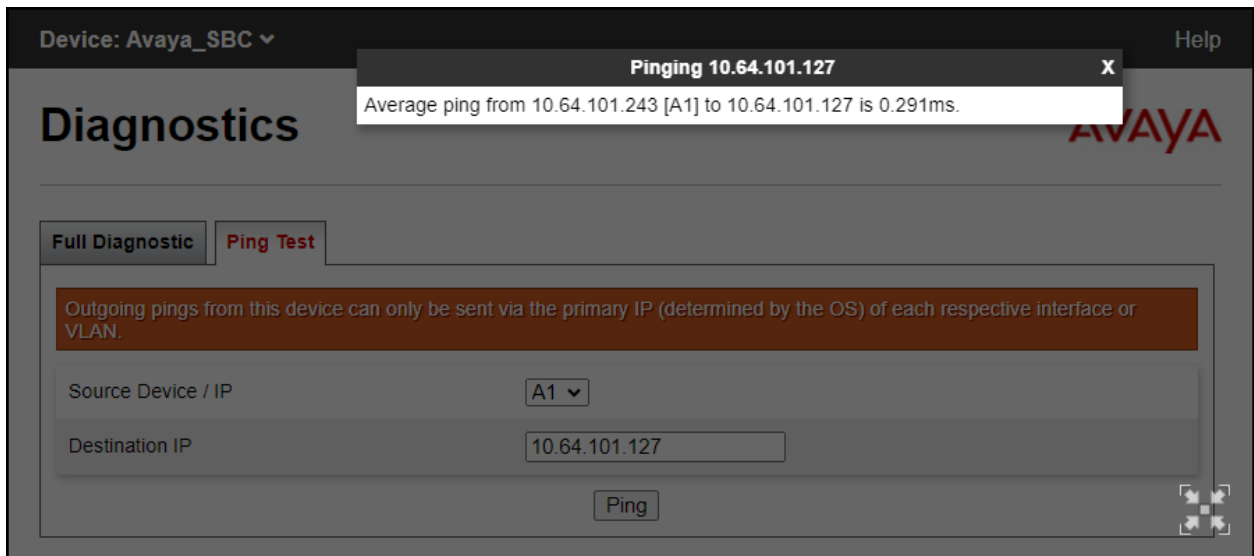 Device: Avaya_SBC
Help
Pinging 10.64.101.127
X
Average ping from 10.64.101.243 [A1] to 10.64.101.127 is 0.291ms.
Diagnostics
AVAYA
Full Diagnostic
Ping Test
Outgoing pings from this device can only be sent via the primary IP (determined by the OS) of each respective interface or
VLAN.
Source Device / IP
A1
Destination IP
10.64.101.127
Ping